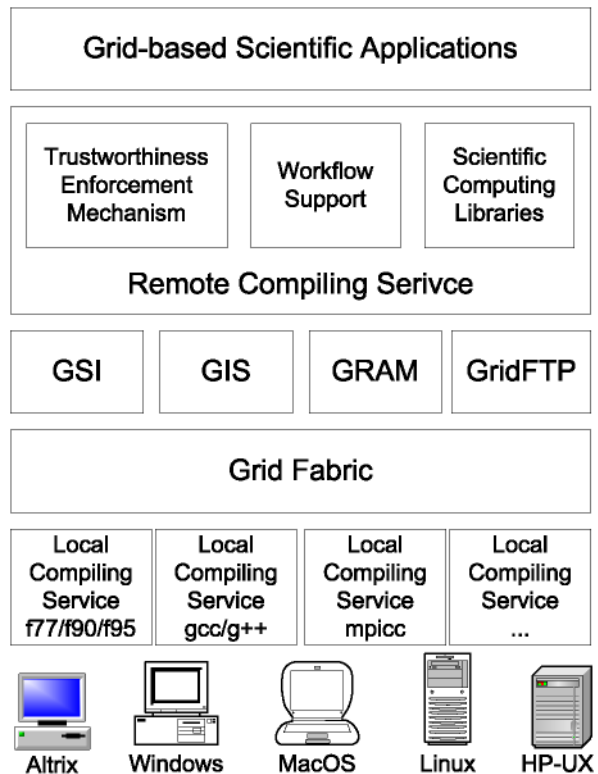 Grid-based Scientific Applications
Trustworthiness
Enforcement
Mechanism
Workflow
Support
Scientific
Computing
Libraries
Remote Compiling Serivce
GSI
GIS
GRAM
GridFTP
Grid Fabric
Local
Compiling
Service
f77/f90/f95
Local
Compiling
Service
gcc/g++
Local
Compiling
Service
mpicc
Local
Compiling
Service
...
Altrix
Windows
MacOS
Linux
HP-UX